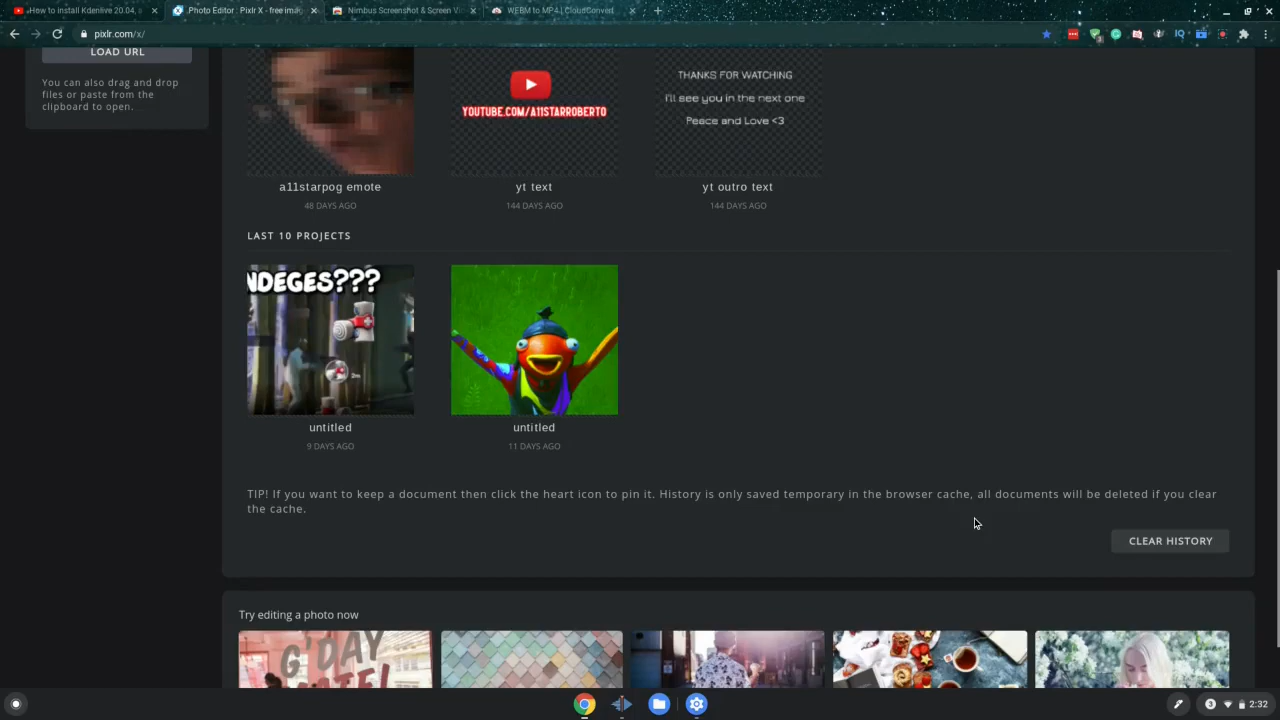 How to install Kdenlive 20.04, a
Photo Editor : Pixlr X - free imag
Nimbus Screenshot & Screen Vi
WEBM to MP4 | CloudConvert
pixlr.com/x/
LOAD URL
You can also drag and drop
files or paste from the
clipboard to open.
YOUTUBE.COM/A11STARROBERTO
THANKS FOR WATCHING
I'll see you in the next one
Peace and Love <3
a11starpog emote
yt text
yt outro text
48 DAYS AGO
144 DAYS AGO
144 DAYS AGO
LAST 10 PROJECTS
NDEGES???
untitled
untitled
9 DAYS AGO
11 DAYS AGO
TIP! If you want to keep a document then click the heart icon to pin it. History is only saved temporary in the browser cache, all documents will be deleted if you clear
the cache.
CLEAR HISTORY
Try editing a photo now
G'DAY
MATE!
2:32